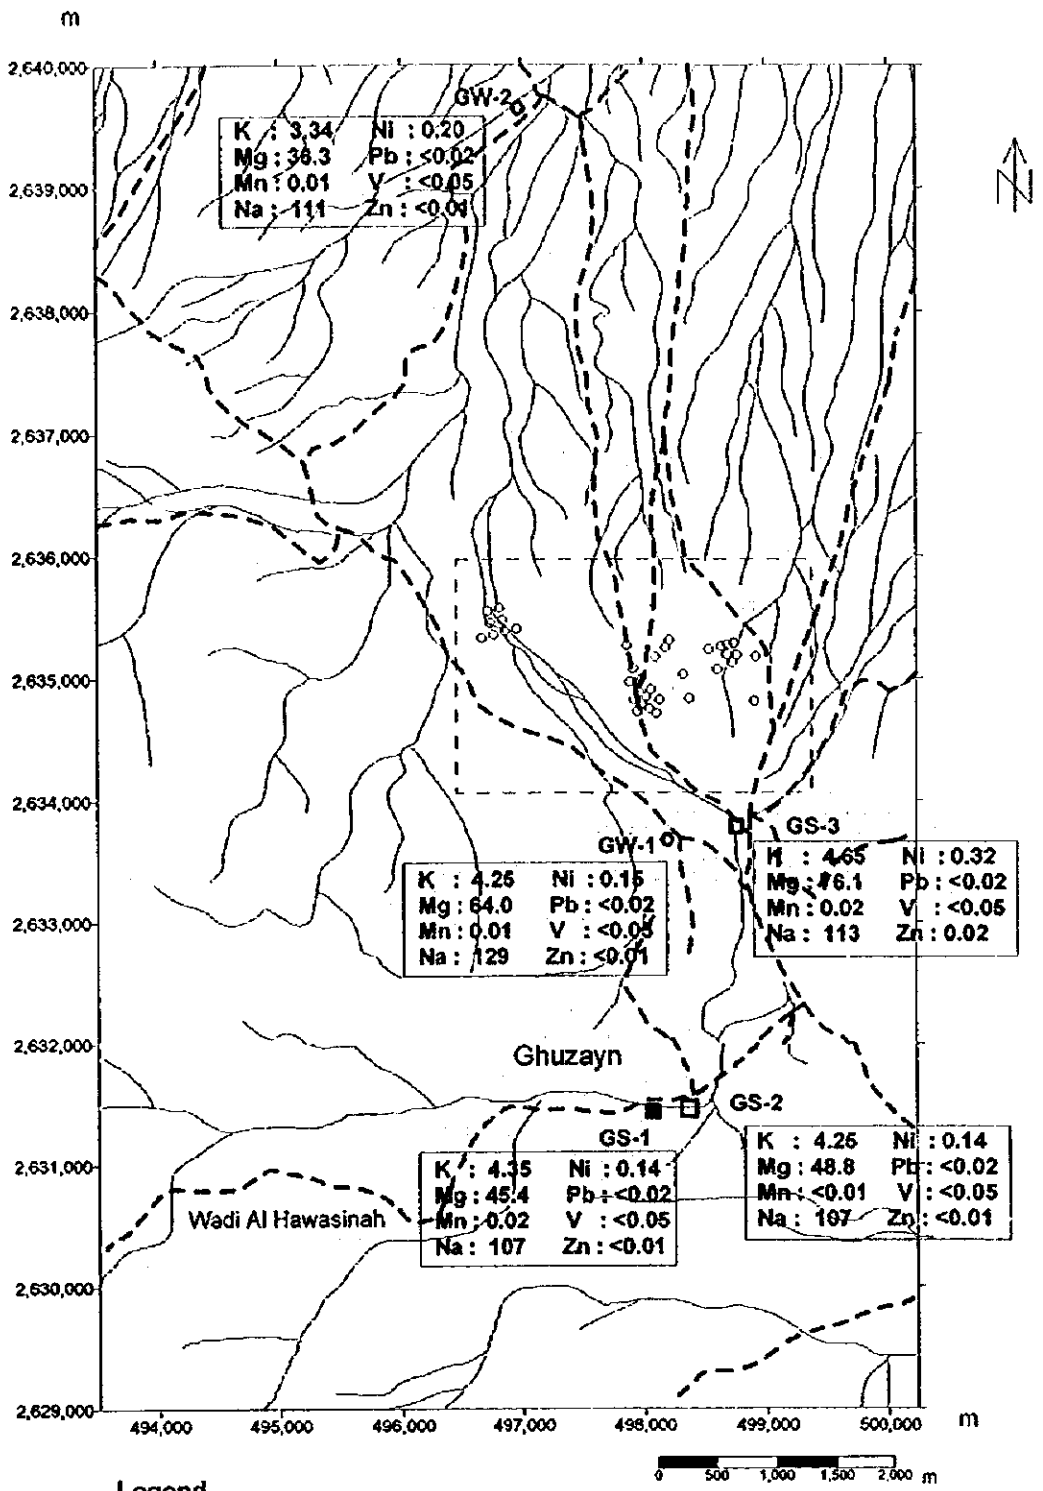 m
2,640,000
GW-2
K : 3.34 Ni : 0.20
Mg : 36.3 Pb : <0.02
Mn : 0.01 V : <0.05
Na : 111 Zn : <0.01
2,639,000
N
2,638,000
2,637,000
2,636,000
2,635,000
2,634,000
GS-3
GW-1
K : 4.65 Ni : 0.32
Mg : 76.1 Pb : <0.02
Mn : 0.02 V : <0.05
Na : 113 Zn : 0.02
K : 4.25 Ni : 0.15
Mg : 64.0 Pb : <0.02
Mn : 0.01 V : <0.05
Na : 129 Zn : <0.01
2,633,000
2,632,000
Ghuzayn
GS-2
GS-1
K : 4.25 Ni : 0.14
Mg : 48.8 Pb : <0.02
Mn : <0.01 V : <0.05
Na : 107 Zn : <0.01
2,631,000
K : 4.35 Ni : 0.14
Mg : 45.4 Pb : <0.02
Mn : 0.02 V : <0.05
Na : 107 Zn : <0.01
Wadi Al Hawasinah
2,630,000
2,629,000
494,000 495,000 496,000 497,000 498,000 499,000 500,000 m
0 500 1,000 1,500 2,000 m
Legend